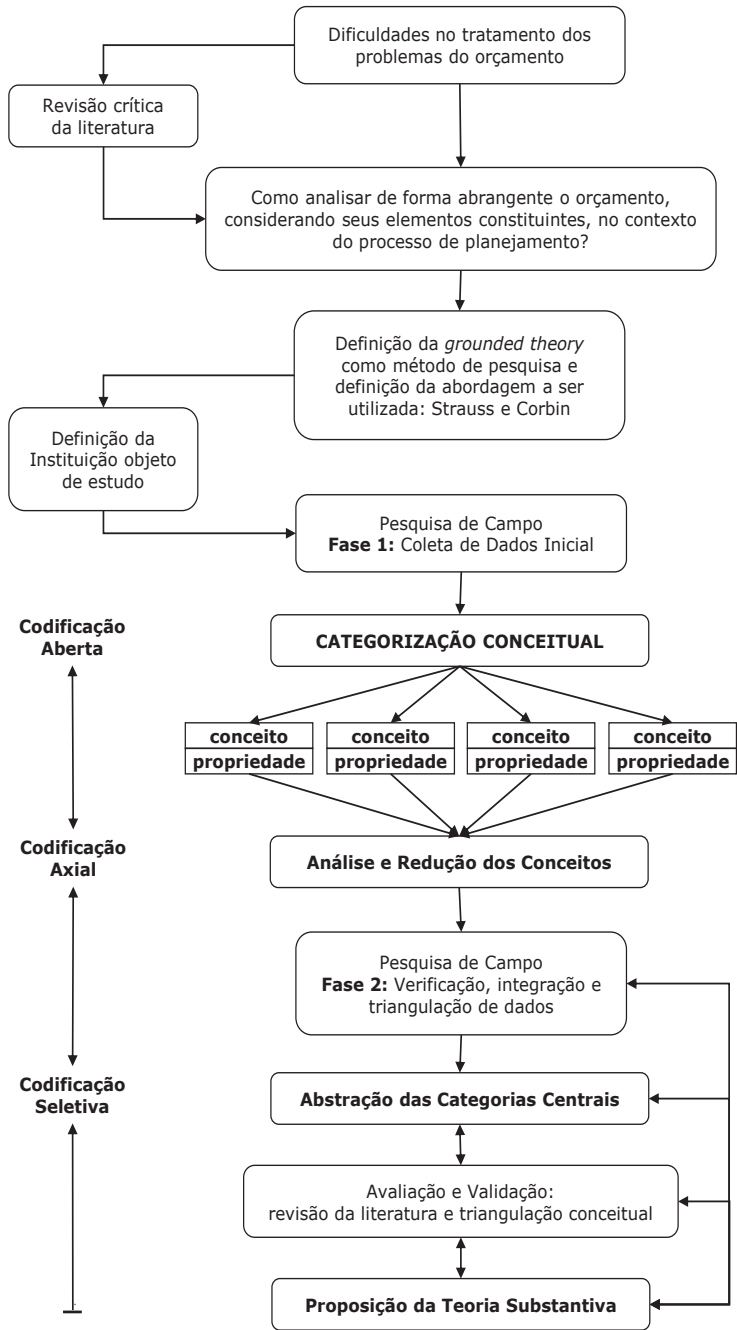 Dificuldades no tratamento dos
problemas do orçamento
Revisão crítica
da literatura
Como analisar de forma abrangente o orçamento,
considerando seus elementos constituintes, no contexto
do processo de planejamento?
Definição da grounded theory
como método de pesquisa e
definição da abordagem a ser
utilizada: Strauss e Corbin
Definição da
Instituição objeto
de estudo
Pesquisa de Campo
Fase 1: Coleta de Dados Inicial
Codificação
Aberta
CATEGORIZAÇÃO CONCEITUAL
conceito conceito conceito conceito
propriedade propriedade propriedade propriedade
Codificação
Axial
Análise e Redução dos Conceitos
Pesquisa de Campo
Fase 2: Verificação, integração e
triangulação de dados
Codificação
Seletiva
Abstração das Categorias Centrais
Avaliação e Validação:
revisão da literatura e triangulação conceitual
Proposição da Teoria Substantiva